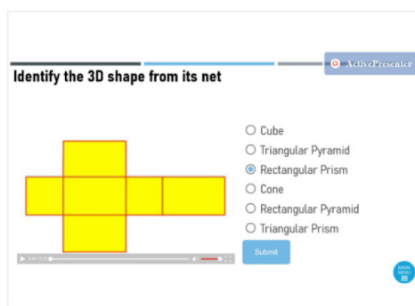 ActivePresenter
Identify the 3D shape from its net
Cube
Triangular Pyramid
Rectangular Prism
Cone
Rectangular Pyramid
Triangular Prism
Submit